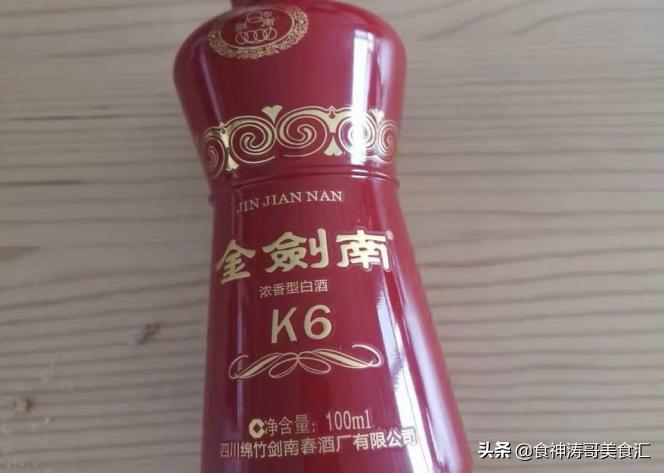 JIN JIAN NAN
金劍南®
浓香型白酒
K6
净含量：100ml
四川绵竹剑南春酒厂有限公司
头条 @食神涛哥美食汇